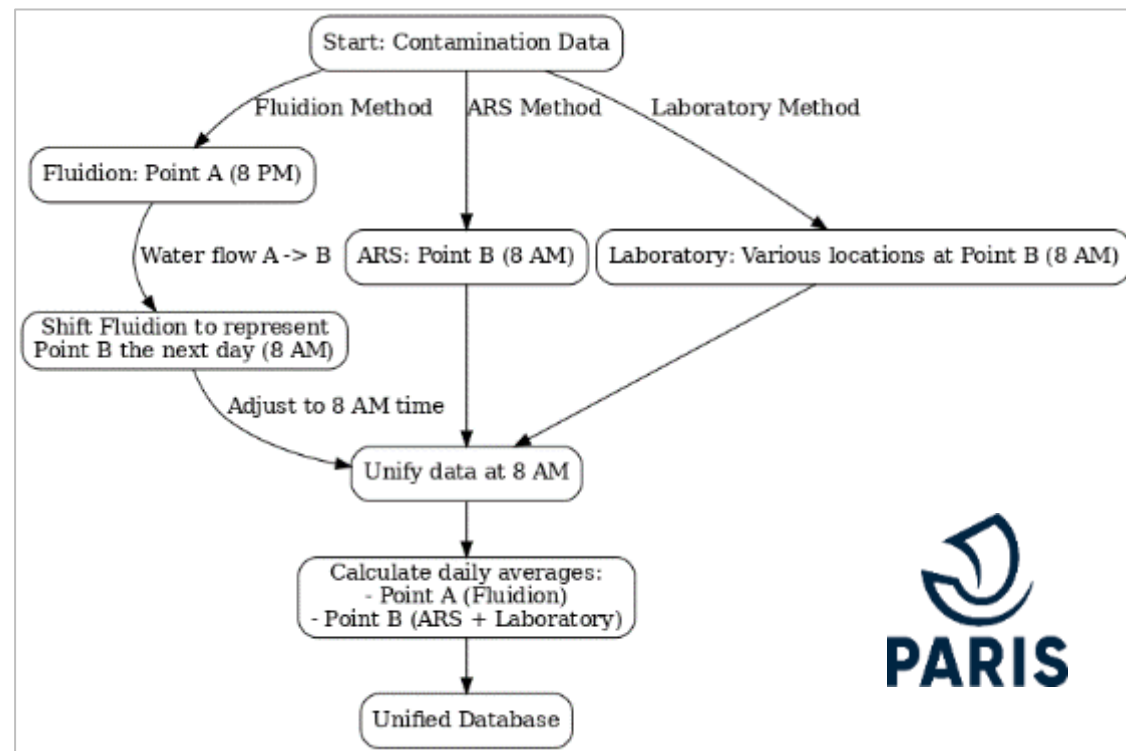 Start: Contamination Data
Fluidion Method
ARS Method
Laboratory Method
Fluidion: Point A (8 PM)
Water flow A -> B
ARS: Point B (8 AM)
Laboratory: Various locations at Point B (8 AM)
Shift Fluidion to represent
Point B the next day (8 AM)
Adjust to 8 AM time
Unify data at 8 AM
Calculate daily averages:
- Point A (Fluidion)
- Point B (ARS + Laboratory)
Unified Database
PARIS